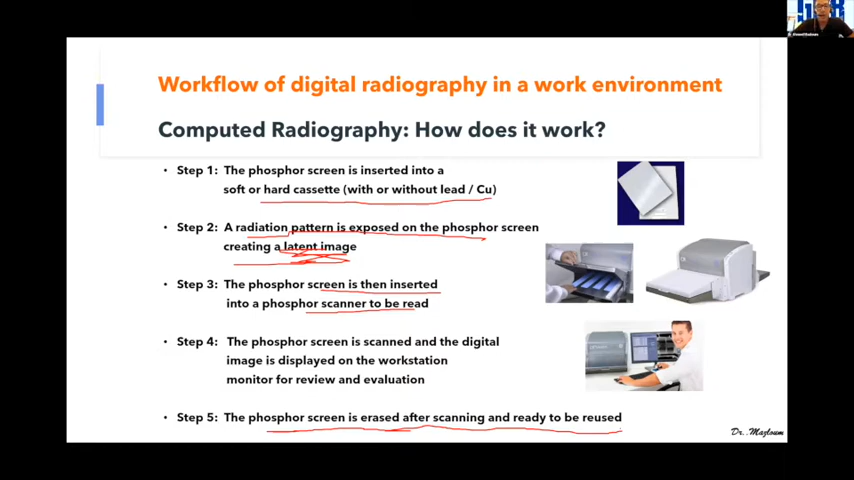 Workflow of digital radiography in a work environment
Computed Radiography: How does it work?
• Step 1: The phosphor screen is inserted into a
soft or hard cassette (with or without lead / Cu)
• Step 2: A radiation pattern is exposed on the phosphor screen
creating a latent image
• Step 3: The phosphor screen is then inserted
into a phosphor scanner to be read
• Step 4: The phosphor screen is scanned and the digital
image is displayed on the workstation
monitor for review and evaluation
• Step 5: The phosphor screen is erased after scanning and ready to be reused
Dr. Mazloum